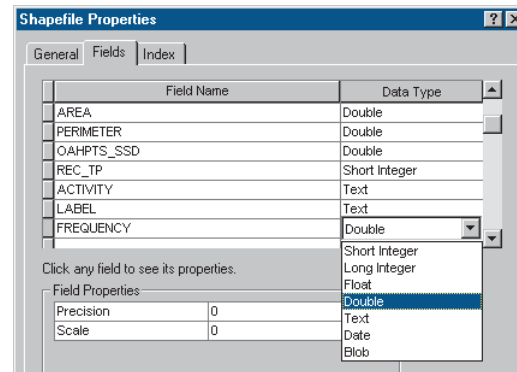 Shapefile Properties ? X
General Fields Index
Field Name Data Type
AREA Double
PERIMETER Double
OAHPTS_SSD Double
REC_TP Short Integer
ACTIVITY Text
LABEL Text
FREQUENCY Double
Short Integer
Long Integer
Float
Double
Text
Date
Blob
Click any field to see its properties.
Field Properties
Precision 0
Scale 0